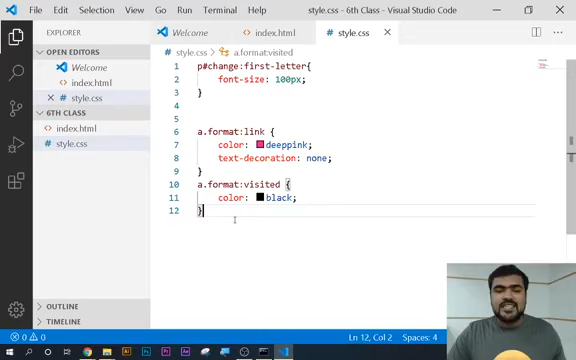 File Edit Selection View Go Run Terminal Help style.css - 6th Class - Visual Studio Code
EXPLORER
Welcome index.html style.css
OPEN EDITORS
Welcome
index.html
style.css
6TH CLASS
index.html
style.css
OUTLINE
TIMELINE
style.css > a.format:visited
1 p#change:first-letter{
2 font-size: 100px;
3 }
4
5
6 a.format:link {
7 color: deeppink;
8 text-decoration: none;
9 }
10 a.format:visited {
11 color: black;
12 }
0 0 Ln 12, Col 2 Spaces: 4